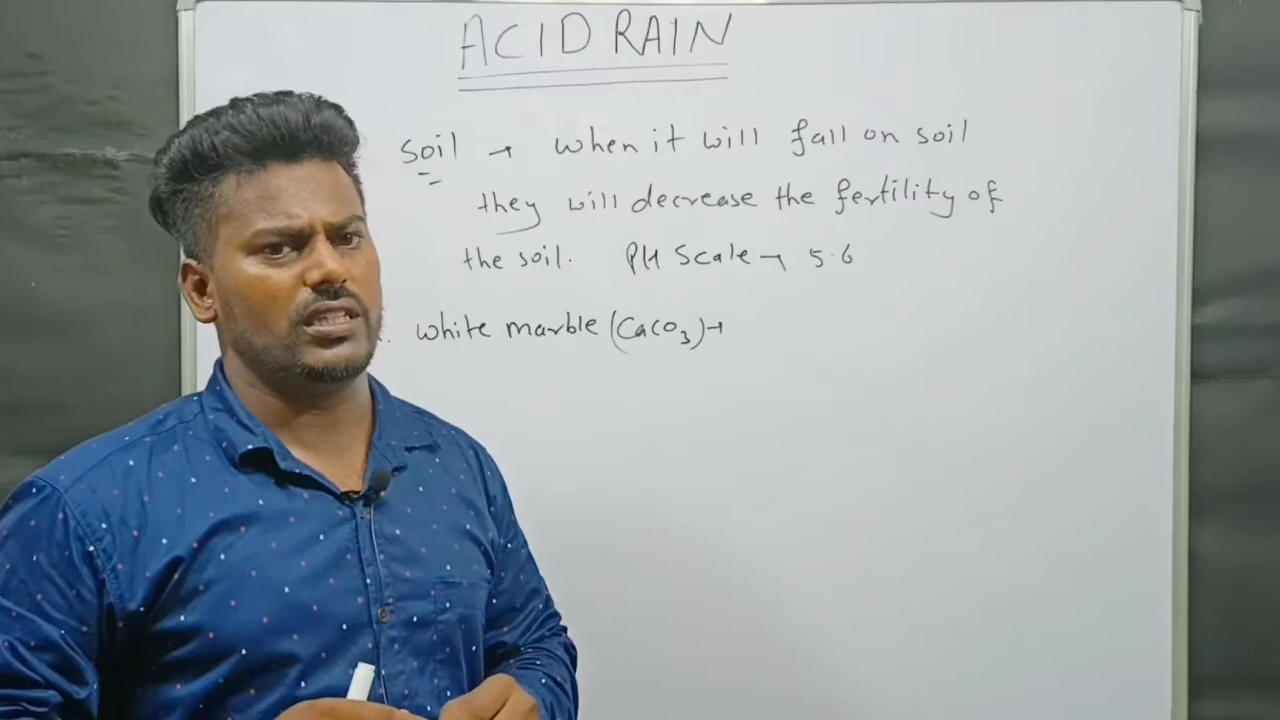 ACID RAIN
soil → when it will fall on soil
they will decrease the fertility of
the soil. PH Scale → 5.6
. white marble (CaCO₃) →